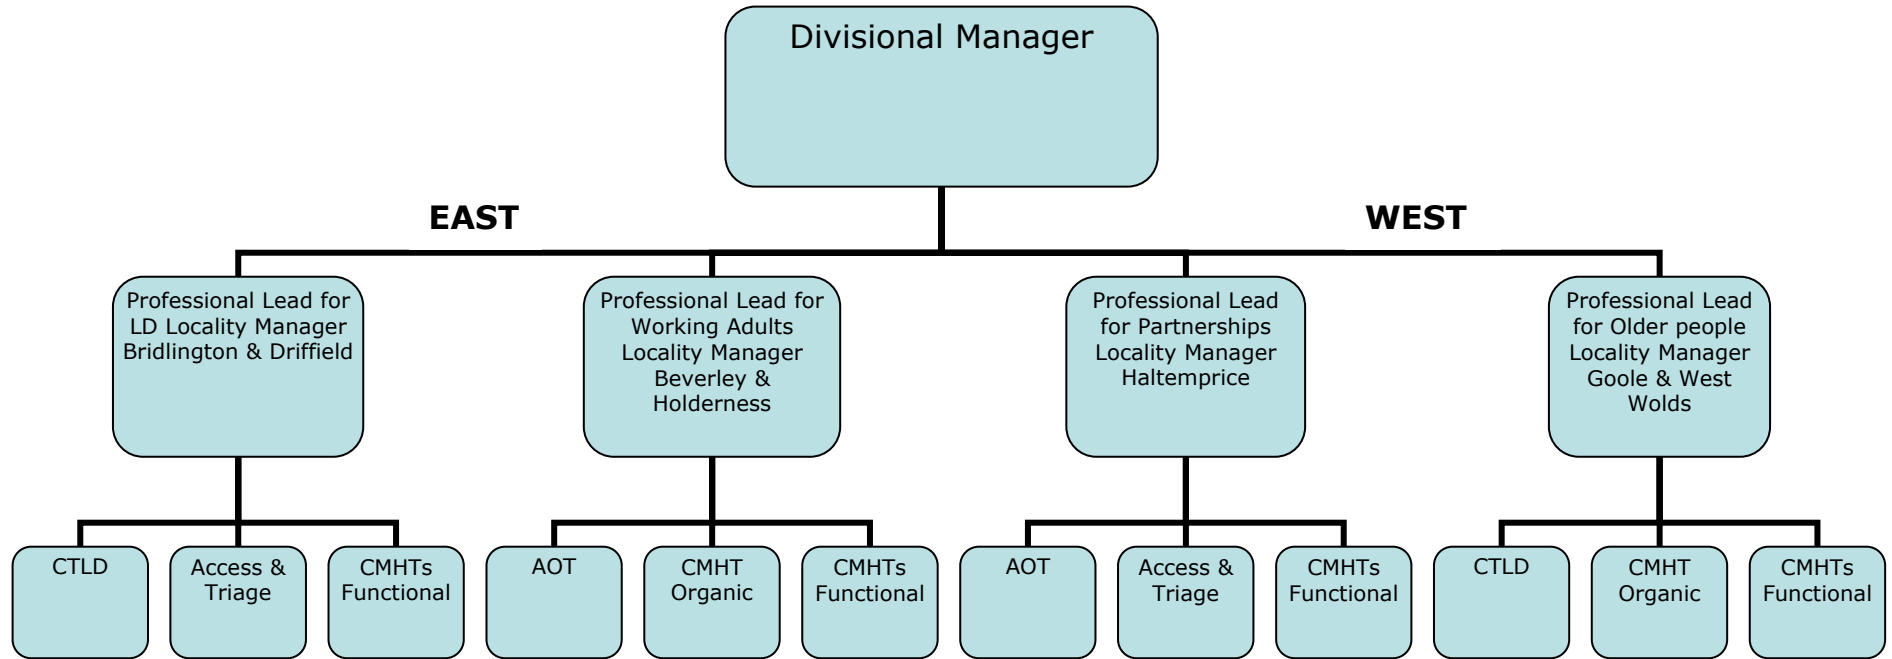 Divisional Manager
EAST
WEST
Professional Lead for
LD Locality Manager
Bridlington & Driffield
Professional Lead for
Working Adults
Locality Manager
Beverley &
Holderness
Professional Lead
for Partnerships
Locality Manager
Haltemprice
Professional Lead
for Older people
Locality Manager
Goole & West
Wolds
CTLD
Access &
Triage
CMHTs
Functional
AOT
CMHT
Organic
CMHTs
Functional
AOT
Access &
Triage
CMHTs
Functional
CTLD
CMHT
Organic
CMHTs
Functional